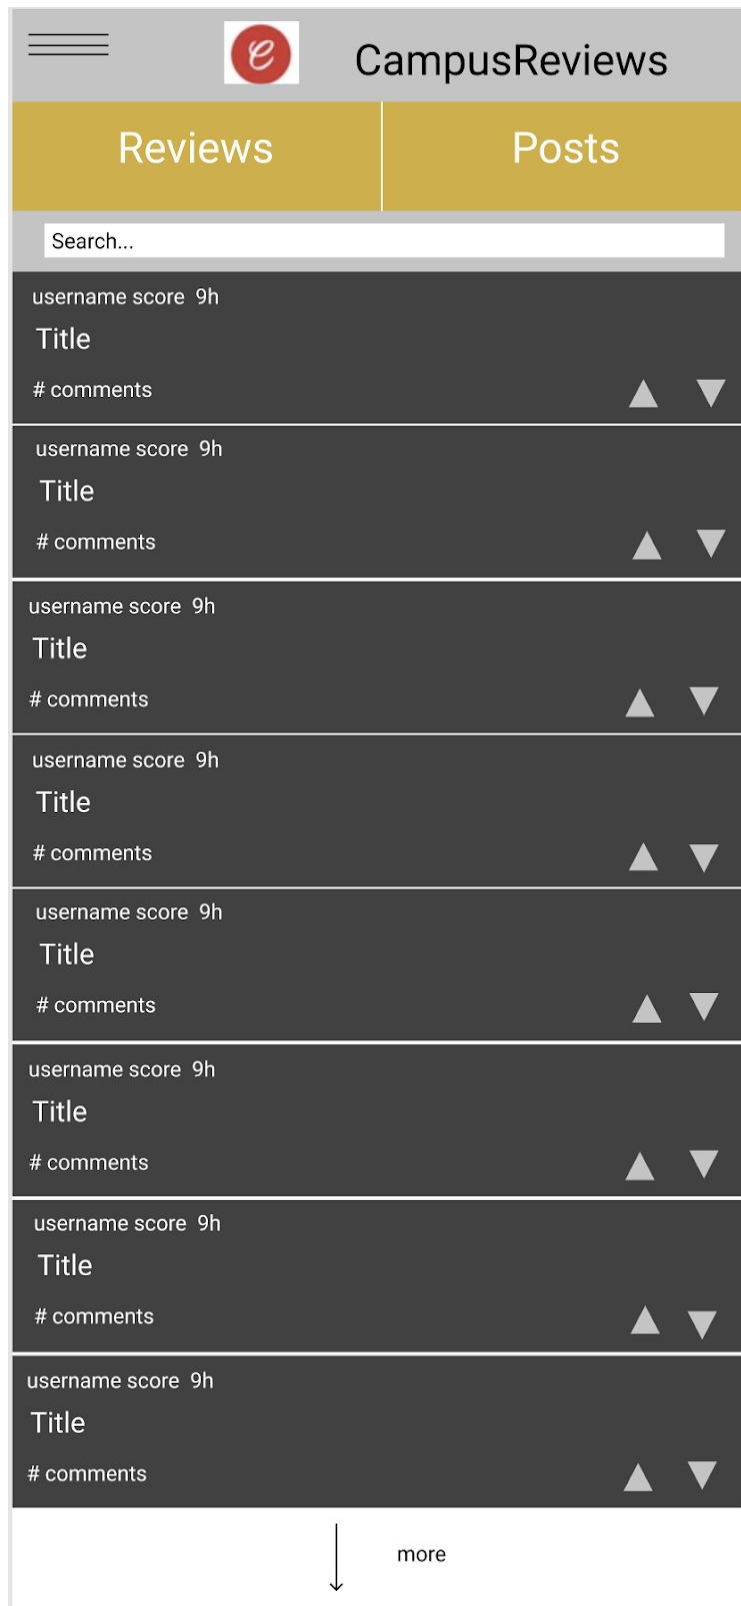 CampusReviews
Reviews Posts
Search...
username score 9h
Title
# comments
username score 9h
Title
# comments
username score 9h
Title
# comments
username score 9h
Title
# comments
username score 9h
Title
# comments
username score 9h
Title
# comments
username score 9h
Title
# comments
username score 9h
Title
# comments
more